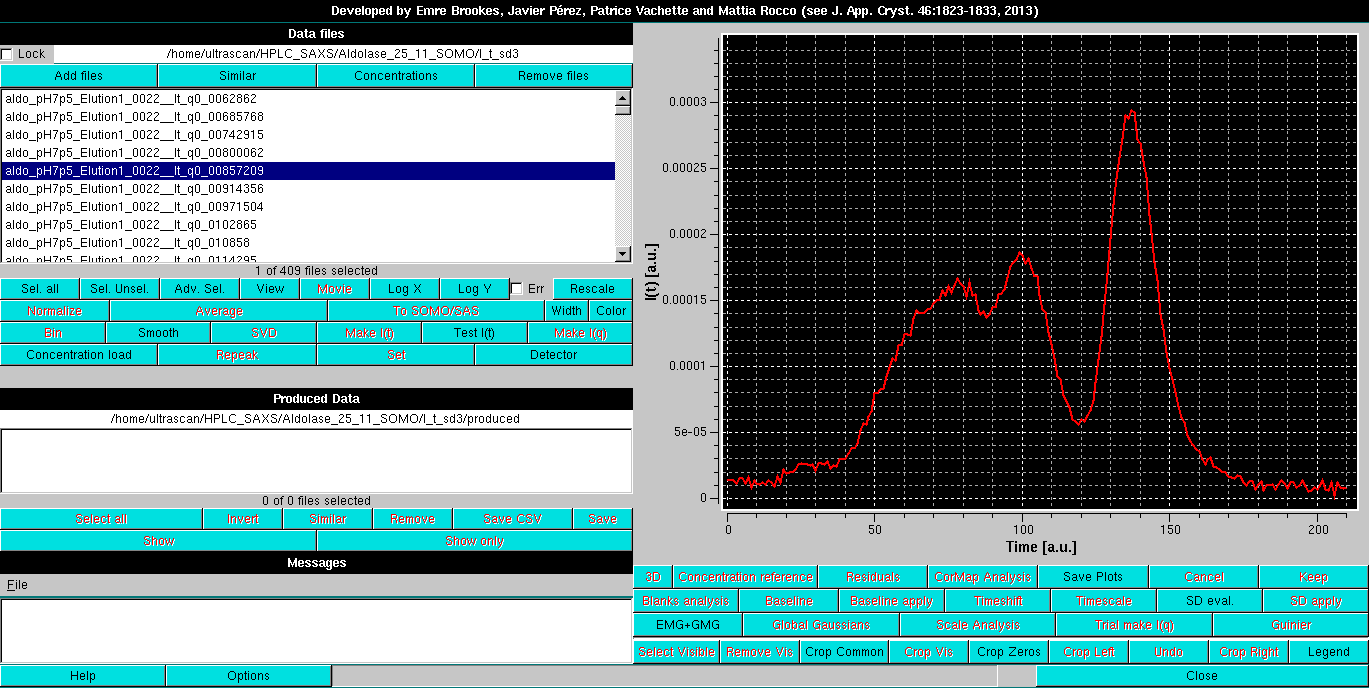 Developed by Emre Brookes, Javier Pérez, Patrice Vachette and Mattia Rocco (see J. App. Cryst. 46:1823-1833, 2013)
Data files
Lock /home/ultrascan/HPLC_SAXS/Aldolase_25_11_SOMO/I_t_sd3
Add files Similar Concentrations Remove files
aldo_pH7p5_Elution1_0022__It_q0_0062862
aldo_pH7p5_Elution1_0022__It_q0_00685768
aldo_pH7p5_Elution1_0022__It_q0_00742915
aldo_pH7p5_Elution1_0022__It_q0_00800062
aldo_pH7p5_Elution1_0022__It_q0_00857209
aldo_pH7p5_Elution1_0022__It_q0_00914356
aldo_pH7p5_Elution1_0022__It_q0_00971504
aldo_pH7p5_Elution1_0022__It_q0_0102865
aldo_pH7p5_Elution1_0022__It_q0_010858
aldo_pH7p5_Elution1_0022__It_q0_0114295
1 of 409 files selected
Sel. all Sel. Unsel. Adv. Sel. View Movie Log X Log Y Err Rescale
Normalize Average To SOMO/SAS Width Color
Bin Smooth SVD Make I(t) Test I(t) Make I(q)
Concentration load Repeak Set Detector
Produced Data
/home/ultrascan/HPLC_SAXS/Aldolase_25_11_SOMO/I_t_sd3/produced
0 of 0 files selected
Select all Invert Similar Remove Save CSV Save
Show Show only
Messages
File
Help Options
I(t) [a.u.]
0.0003
0.00025
0.0002
0.00015
0.0001
5e-05
0
0 50 100 150 200
Time [a.u.]
3D Concentration reference Residuals CorMap Analysis Save Plots Cancel Keep
Blanks analysis Baseline Baseline apply Timeshift Timescale SD eval. SD apply
EMG+GMG Global Gaussians Scale Analysis Trial make I(q) Guinier
Select Visible Remove Vis Crop Common Crop Vis Crop Zeros Crop Left Undo Crop Right Legend
Close